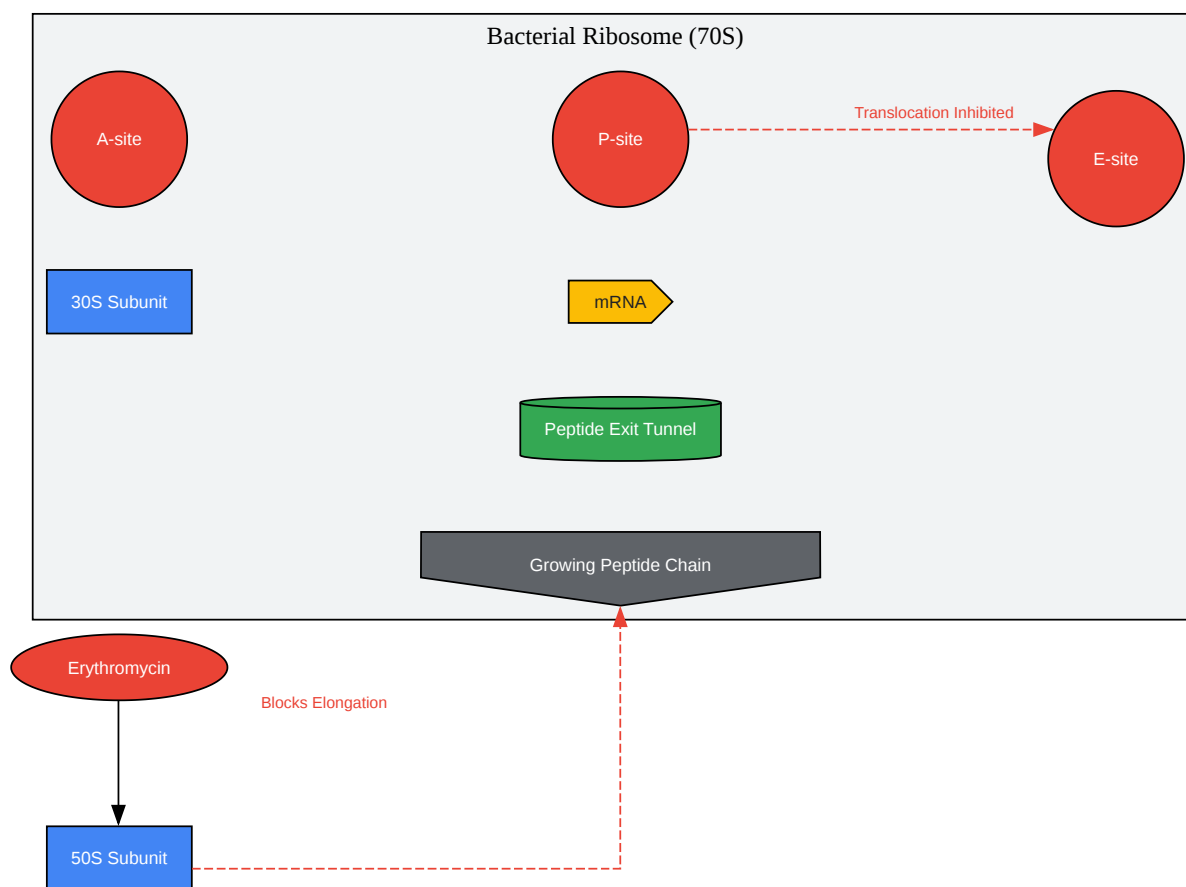 Bacterial Ribosome (70S)
A-site
P-site
Translocation Inhibited
E-site
30S Subunit
mRNA
Peptide Exit Tunnel
Growing Peptide Chain
Erythromycin
Blocks Elongation
50S Subunit